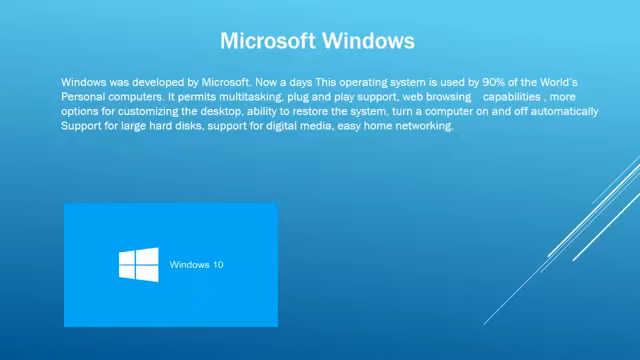 Microsoft Windows
Windows was developed by Microsoft. Now a days This operating system is used by 90% of the World's
Personal computers. It permits multitasking, plug and play support, web browsing    capabilities , more
options for customizing the desktop, ability to restore the system, turn a computer on and off automatically
Support for large hard disks, support for digital media, easy home networking.
Windows 10